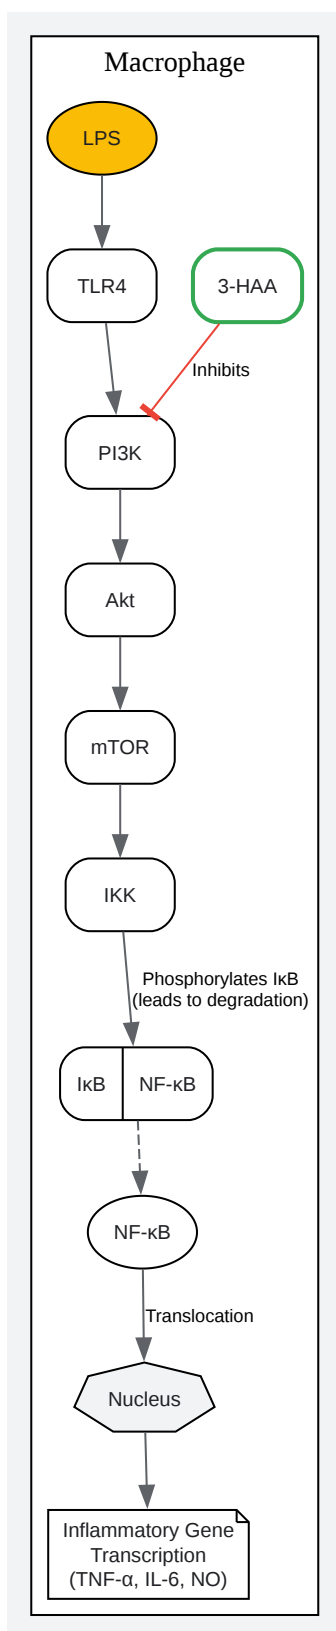 Macrophage
LPS
TLR4
3-HAA
Inhibits
PI3K
Akt
mTOR
IKK
Phosphorylates IκB
(leads to degradation)
IκB
NF-κB
NF-κB
Translocation
Nucleus
Inflammatory Gene
Transcription
(TNF-α, IL-6, NO)